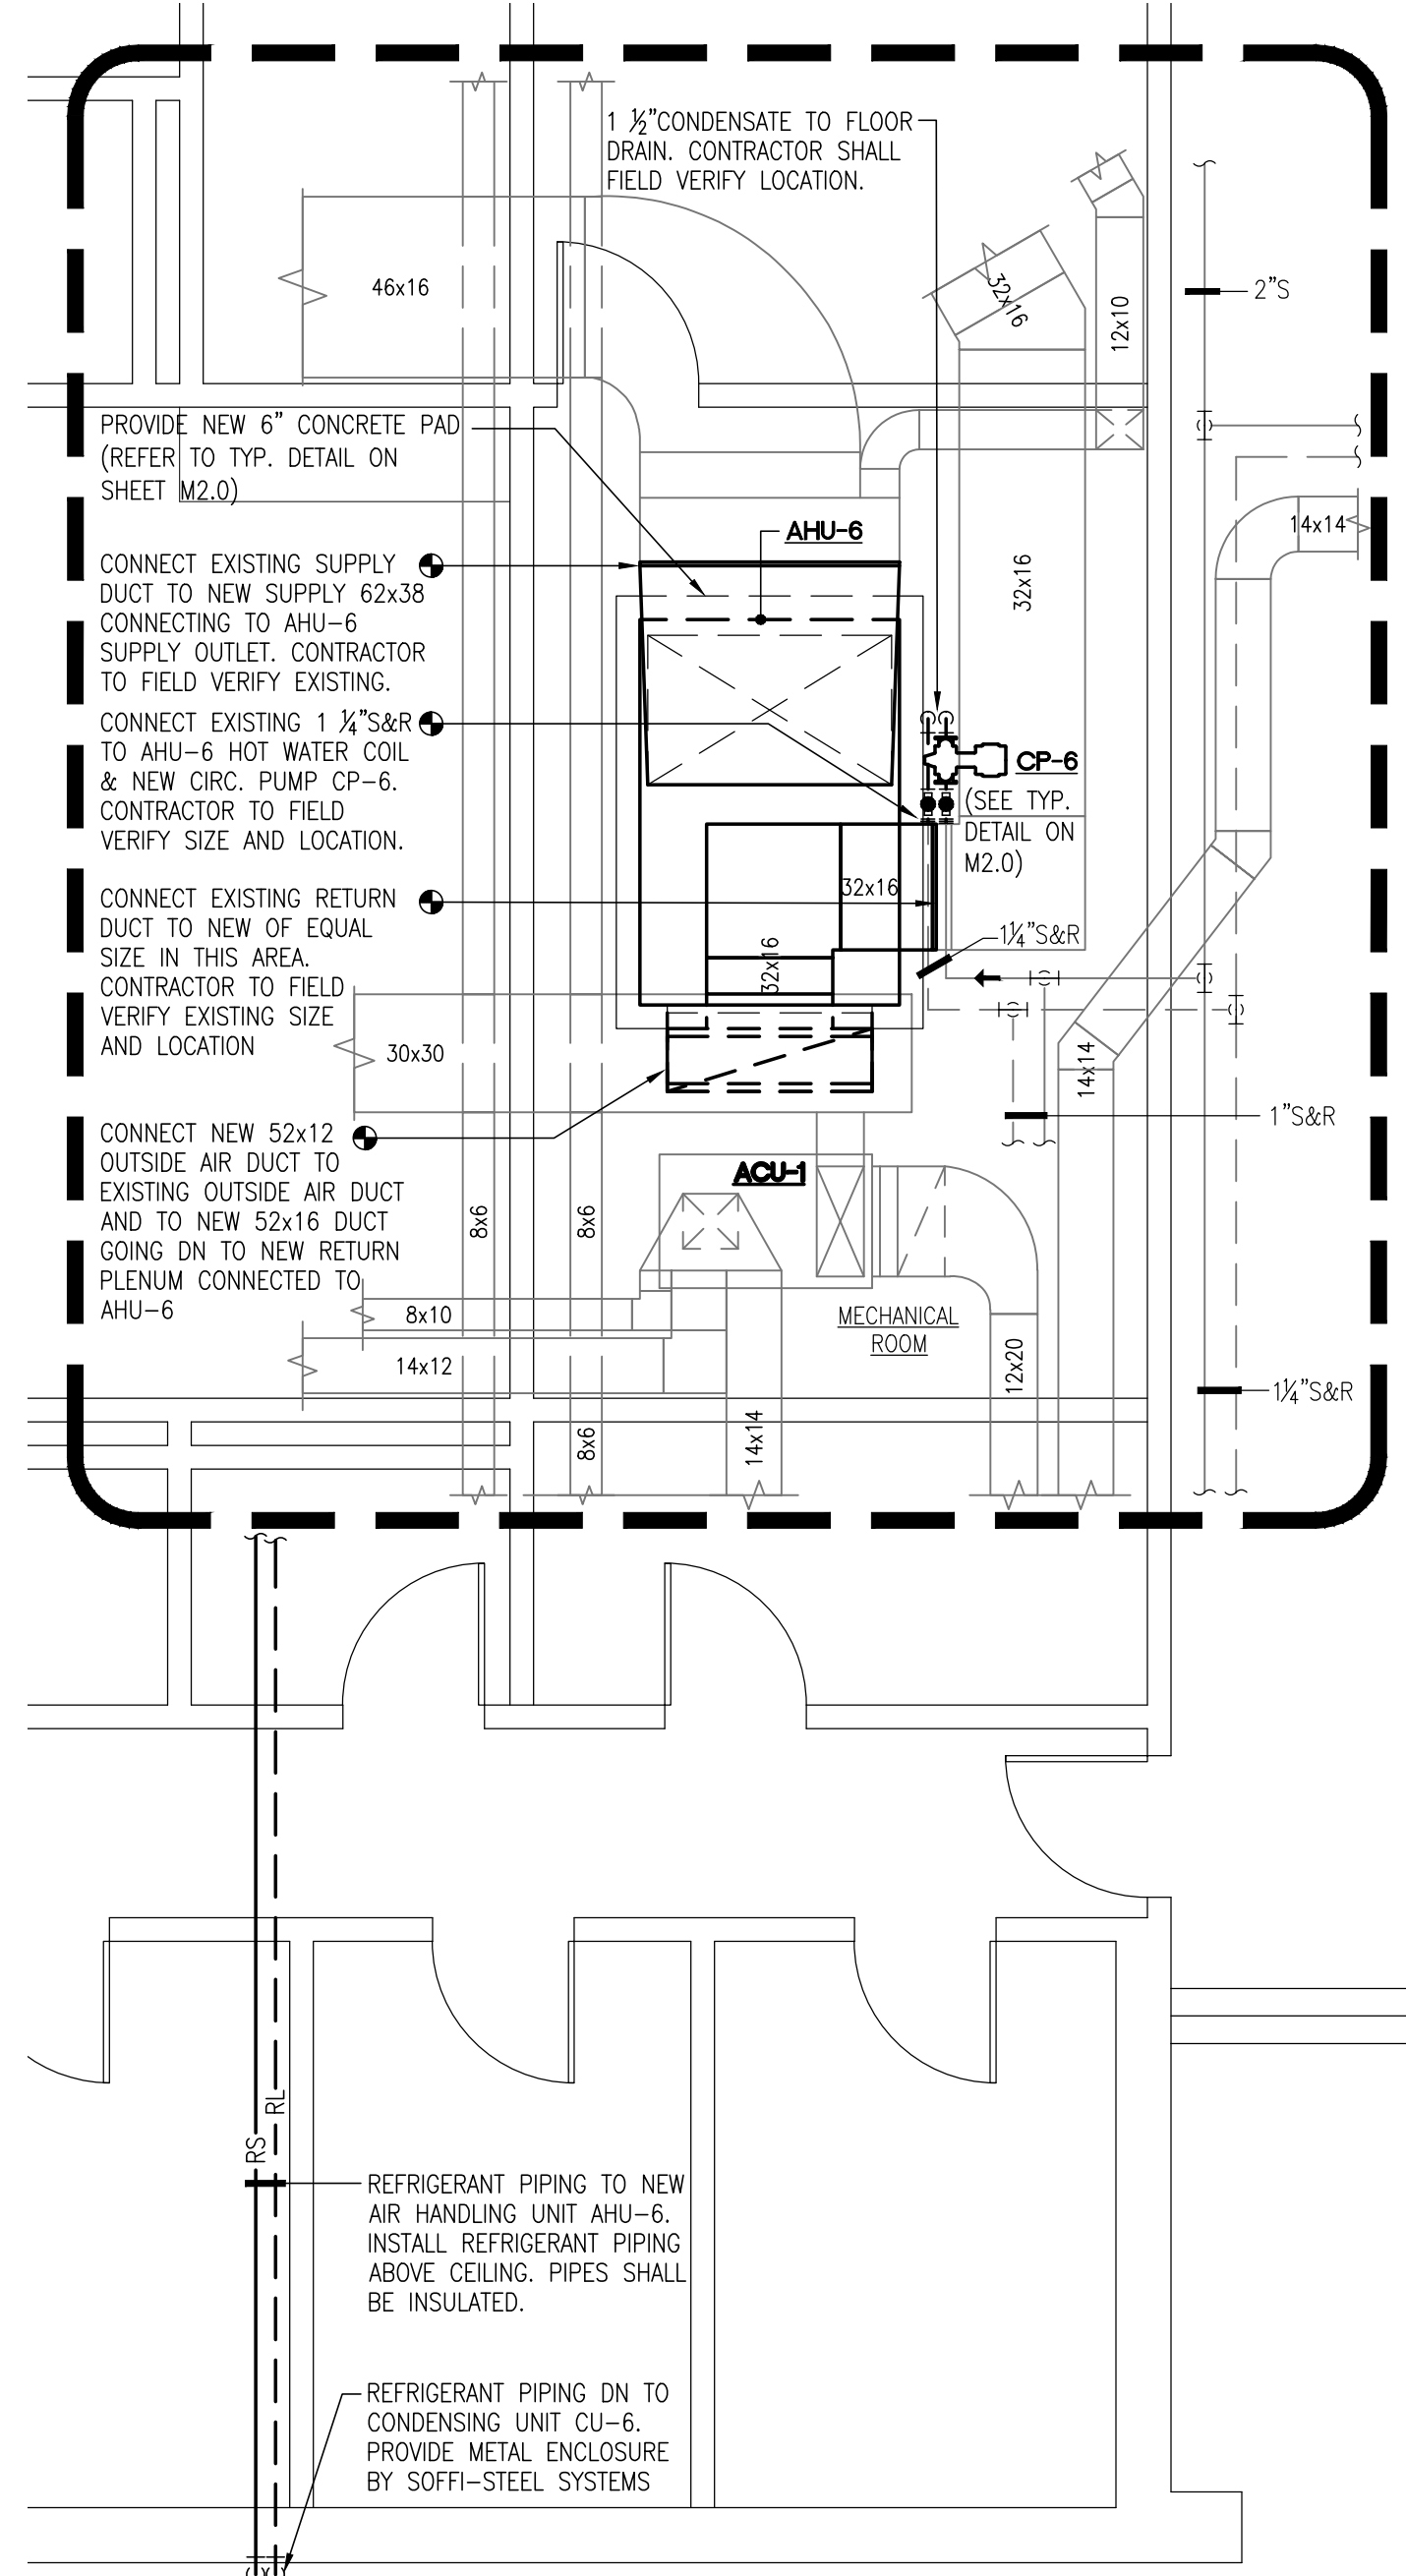 1 ½"CONDENSATE TO FLOOR
DRAIN. CONTRACTOR SHALL
FIELD VERIFY LOCATION.
46x16
32x16
12x10
2"S
PROVIDE NEW 6" CONCRETE PAD
(REFER TO TYP. DETAIL ON
SHEET M2.0)
14x14
AHU-6
CONNECT EXISTING SUPPLY
DUCT TO NEW SUPPLY 62x38
CONNECTING TO AHU-6
SUPPLY OUTLET. CONTRACTOR
TO FIELD VERIFY EXISTING.
32x16
CONNECT EXISTING 1 ¼"S&R
TO AHU-6 HOT WATER COIL
& NEW CIRC. PUMP CP-6.
CONTRACTOR TO FIELD
VERIFY SIZE AND LOCATION.
CP-6
(SEE TYP.
DETAIL ON
M2.0)
CONNECT EXISTING RETURN
DUCT TO NEW OF EQUAL
SIZE IN THIS AREA.
CONTRACTOR TO FIELD
VERIFY EXISTING SIZE
AND LOCATION
32x16
32x16
1¼"S&R
30x30
14x14
1"S&R
CONNECT NEW 52x12
OUTSIDE AIR DUCT TO
EXISTING OUTSIDE AIR DUCT
AND TO NEW 52x16 DUCT
GOING DN TO NEW RETURN
PLENUM CONNECTED TO
AHU-6
ACU-1
8x6
8x6
8x10
14x12
MECHANICAL
ROOM
12x20
1¼"S&R
8x6
14x14
RL
RS
REFRIGERANT PIPING TO NEW
AIR HANDLING UNIT AHU-6.
INSTALL REFRIGERANT PIPING
ABOVE CEILING. PIPES SHALL
BE INSULATED.
REFRIGERANT PIPING DN TO
CONDENSING UNIT CU-6.
PROVIDE METAL ENCLOSURE
BY SOFFI-STEEL SYSTEMS